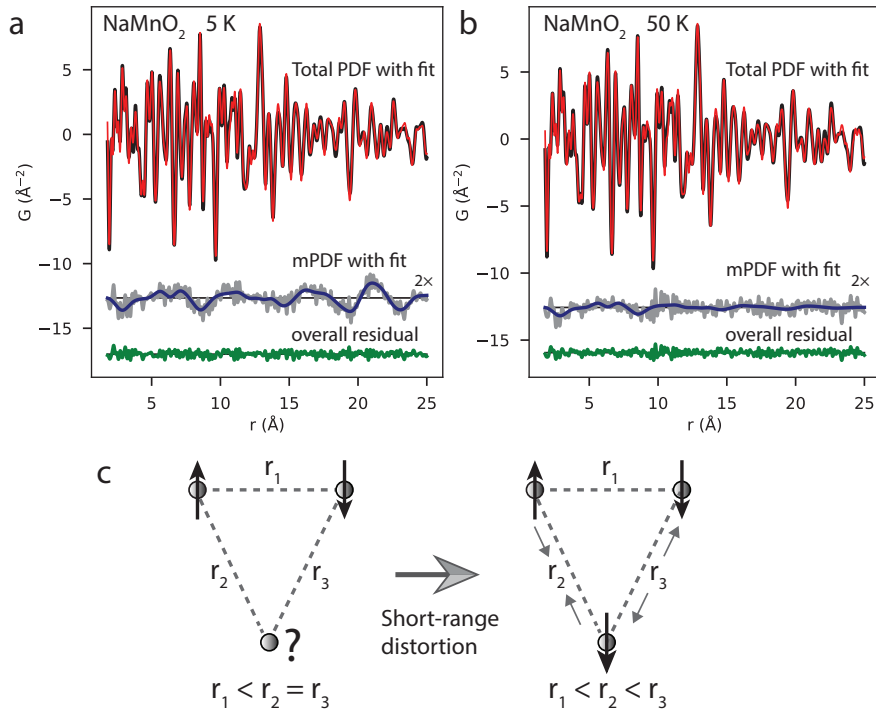 a
NaMnO₂ 5 K
Total PDF with fit
mPDF with fit
2×
overall residual
G (Å⁻²)
5
0
−5
−10
−15
5
10
15
20
25
r (Å)
b
NaMnO₂ 50 K
Total PDF with fit
mPDF with fit
2×
overall residual
G (Å⁻²)
5
0
−5
−10
−15
5
10
15
20
25
r (Å)
c
r₁
r₂
r₃
?
r₁ < r₂ = r₃
Short-range
distortion
r₁
r₂
r₃
r₁ < r₂ < r₃